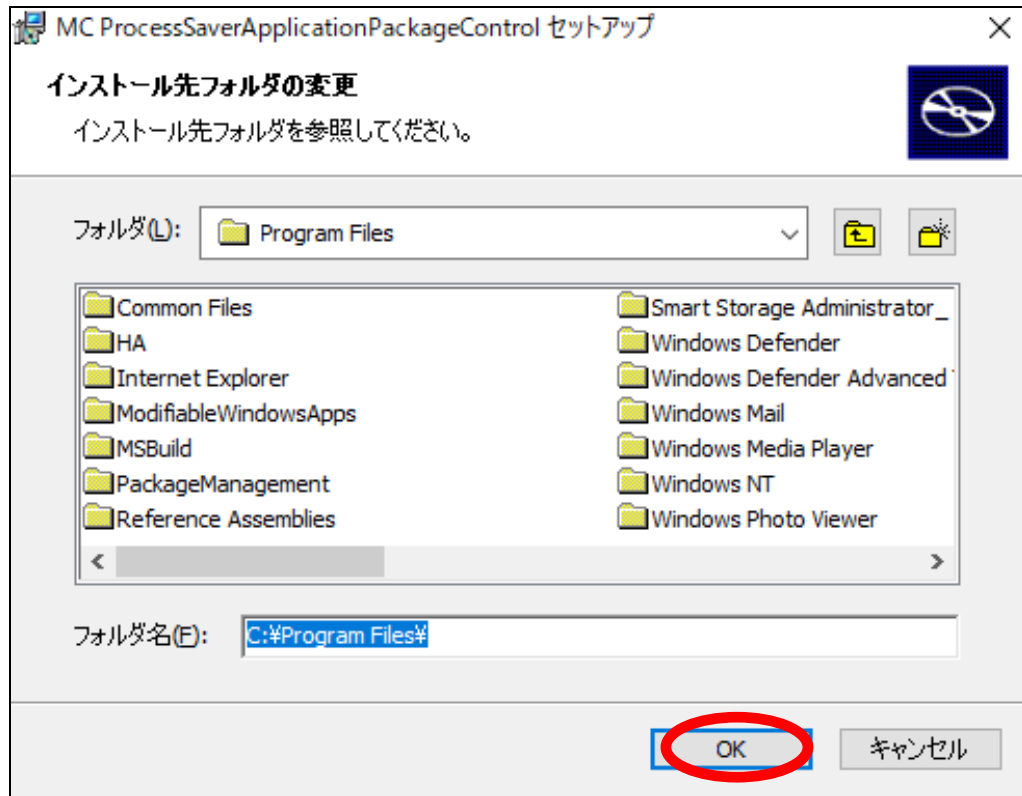 MC ProcessSaverApplicationPackageControl セットアップ
インストール先フォルダの変更
インストール先フォルダを参照してください。
フォルダ(L):
Program Files
Common Files
HA
Internet Explorer
ModifiableWindowsApps
MSBuild
PackageManagement
Reference Assemblies
Smart Storage Administrator_
Windows Defender
Windows Defender Advanced
Windows Mail
Windows Media Player
Windows NT
Windows Photo Viewer
フォルダ名(F):
C:¥Program Files¥
OK
キャンセル